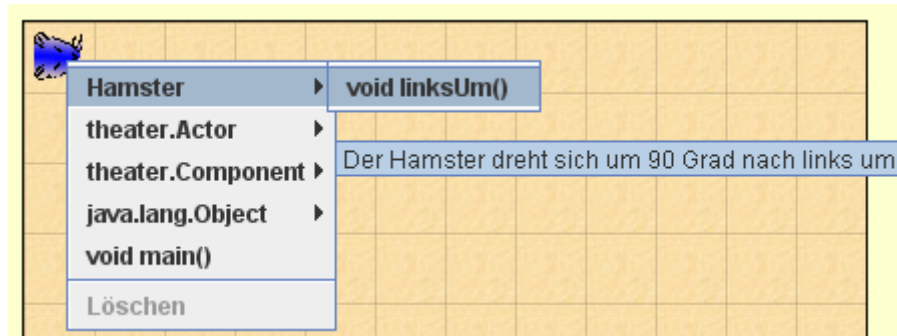 Hamster
void linksUm()
theater.Actor
Der Hamster dreht sich um 90 Grad nach links um
theater.Component
java.lang.Object
void main()
Löschen